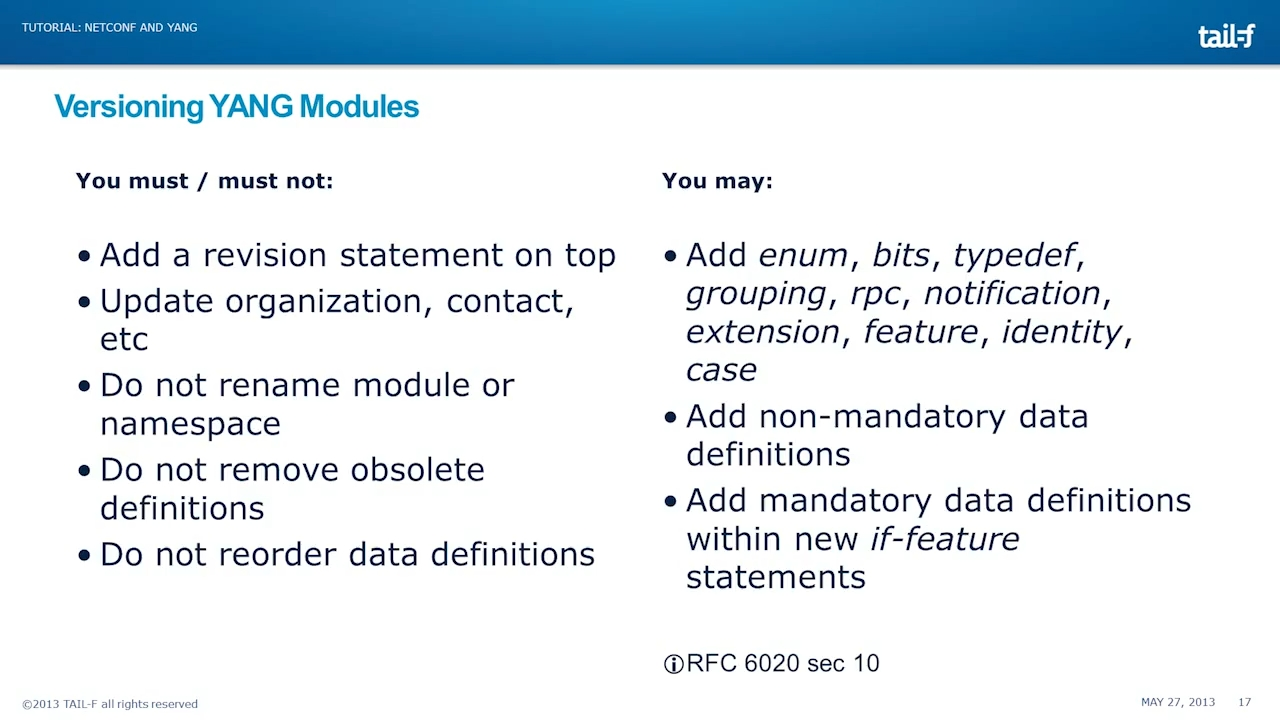 TUTORIAL: NETCONF AND YANG
tail-f
Versioning YANG Modules
You must / must not:
• Add a revision statement on top
• Update organization, contact,
etc
• Do not rename module or
namespace
• Do not remove obsolete
definitions
• Do not reorder data definitions
You may:
• Add enum, bits, typedef,
grouping, rpc, notification,
extension, feature, identity,
case
• Add non-mandatory data
definitions
• Add mandatory data definitions
within new if-feature
statements
ⓘRFC 6020 sec 10
©2013 TAIL-F all rights reserved
MAY 27, 2013 17